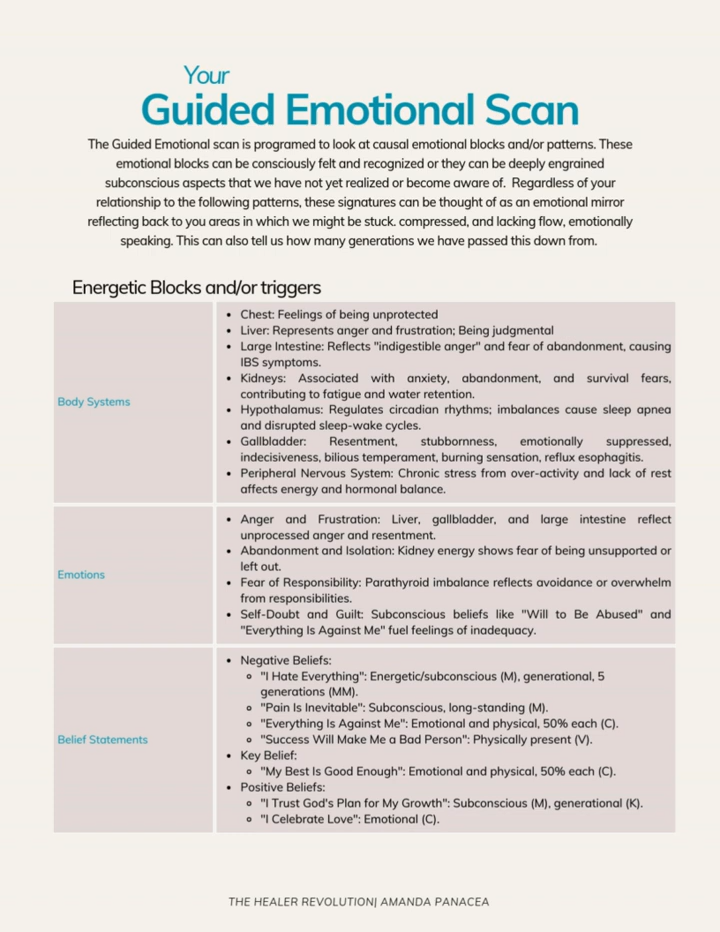 Your
Guided Emotional Scan
The Guided Emotional scan is programed to look at causal emotional blocks and/or patterns. These
emotional blocks can be consciously felt and recognized or they can be deeply engrained
subconscious aspects that we have not yet realized or become aware of. Regardless of your
relationship to the following patterns, these signatures can be thought of as an emotional mirror
reflecting back to you areas in which we might be stuck. compressed, and lacking flow, emotionally
speaking. This can also tell us how many generations we have passed this down from.
Energetic Blocks and/or triggers
Body Systems
• Chest: Feelings of being unprotected
• Liver: Represents anger and frustration; Being judgmental
• Large Intestine: Reflects "indigestible anger" and fear of abandonment, causing
IBS symptoms.
• Kidneys: Associated with anxiety, abandonment, and survival fears,
contributing to fatigue and water retention.
• Hypothalamus: Regulates circadian rhythms; imbalances cause sleep apnea
and disrupted sleep-wake cycles.
• Gallbladder: Resentment, stubbornness, emotionally suppressed,
indecisiveness, bilious temperament, burning sensation, reflux esophagitis.
• Peripheral Nervous System: Chronic stress from over-activity and lack of rest
affects energy and hormonal balance.
Emotions
• Anger and Frustration: Liver, gallbladder, and large intestine reflect
unprocessed anger and resentment.
• Abandonment and Isolation: Kidney energy shows fear of being unsupported or
left out.
• Fear of Responsibility: Parathyroid imbalance reflects avoidance or overwhelm
from responsibilities.
• Self-Doubt and Guilt: Subconscious beliefs like "Will to Be Abused" and
"Everything Is Against Me" fuel feelings of inadequacy.
Belief Statements
• Negative Beliefs:
◦ "I Hate Everything": Energetic/subconscious (M), generational, 5
generations (MM).
◦ "Pain Is Inevitable": Subconscious, long-standing (M).
◦ "Everything Is Against Me": Emotional and physical, 50% each (C).
◦ "Success Will Make Me a Bad Person": Physically present (V).
• Key Belief:
◦ "My Best Is Good Enough": Emotional and physical, 50% each (C).
• Positive Beliefs:
◦ "I Trust God's Plan for My Growth": Subconscious (M), generational (K).
◦ "I Celebrate Love": Emotional (C).
THE HEALER REVOLUTION| AMANDA PANACEA